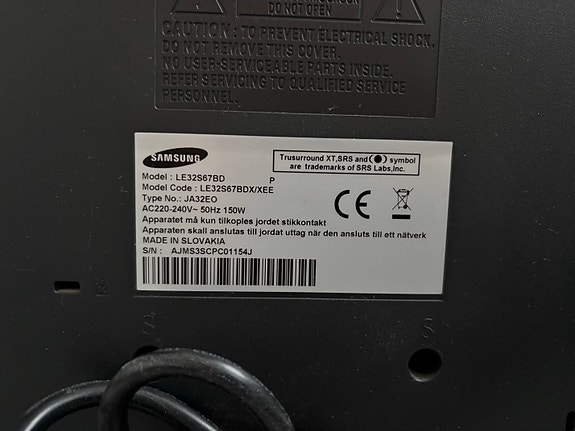 DO NOT OPEN
CAUTION : TO PREVENT ELECTRICAL SHOCK,
DO NOT REMOVE THIS COVER.
NO USER-SERVICEABLE PARTS INSIDE.
REFER SERVICING TO QUALIFIED SERVICE
PERSONNEL.
SAMSUNG
Trusurround XT,SRS and symbol
are trademarks of SRS Labs,Inc.
Model : LE32S67BD P
Model Code : LE32S67BDX/XEE
Type No.: JA32EO
AC220-240V~ 50Hz 150W
CE
Apparatet må kun tilkoples jordet stikkontakt
Apparaten skall anslutas till jordat uttag när den ansluts till ett nätverk
MADE IN SLOVAKIA
S/N : AJMS3SCPC01154J
S
S